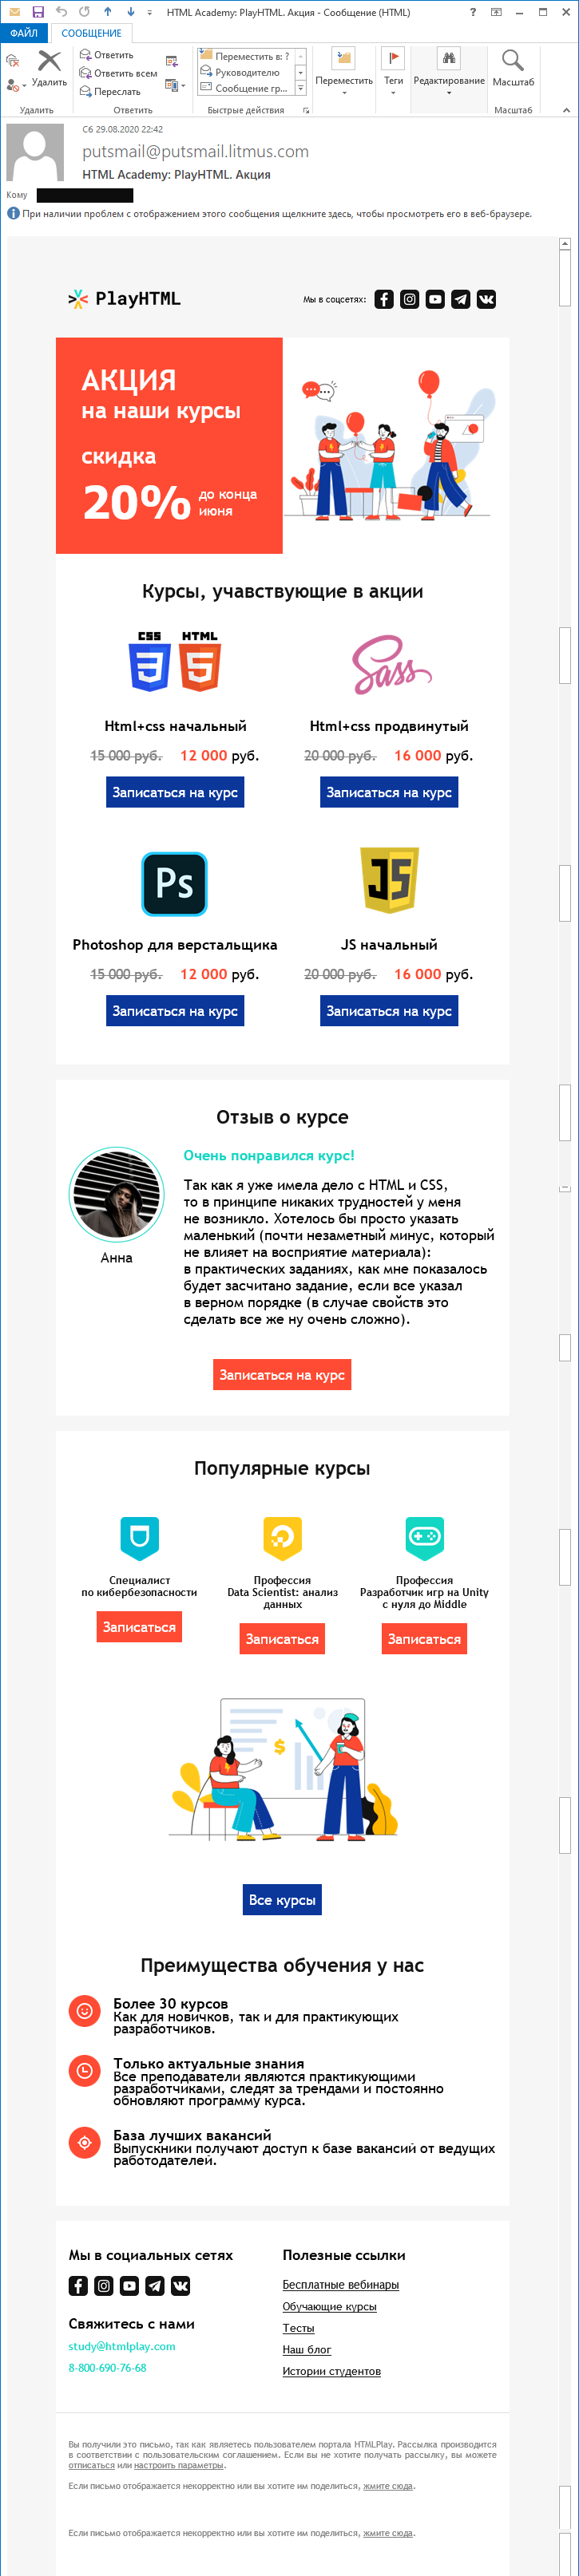 HTML Academy: PlayHTML. Акция - Сообщение (HTML)
ФАЙЛ СООБЩЕНИЕ
Удалить
Ответить
Ответить всем
Переслать
Переместить в: ?
Руководителю
Сообщение гр...
Переместить
Теги
Редактирование
Масштаб
Удалить Ответить Быстрые действия Масштаб
Сб 29.08.2020 22:42
putsmail@putsmail.litmus.com
HTML Academy: PlayHTML. Акция
Кому
При наличии проблем с отображением этого сообщения щелкните здесь, чтобы просмотреть его в веб-браузере.
PlayHTML Мы в соцсетях:
АКЦИЯ
на наши курсы
скидка
20% до конца
июня
Курсы, учавствующие в акции
CSS HTML Sass
Html+css начальный Html+css продвинутый
15 000 руб. 12 000 руб. 20 000 руб. 16 000 руб.
Записаться на курс Записаться на курс
Ps JS
Photoshop для верстальщика JS начальный
15 000 руб. 12 000 руб. 20 000 руб. 16 000 руб.
Записаться на курс Записаться на курс
Отзыв о курсе
Очень понравился курс!
Так как я уже имела дело с HTML и CSS,
то в принципе никаких трудностей у меня
не возникло. Хотелось бы просто указать
маленький (почти незаметный минус, который
не влияет на восприятие материала):
в практических заданиях, как мне показалось
будет засчитано задание, если все указал
в верном порядке (в случае свойств это
сделать все же ну очень сложно).
Анна
Записаться на курс
Популярные курсы
Специалист
по кибербезопасности
Записаться
Профессия
Data Scientist: анализ
данных
Записаться
Профессия
Разработчик игр на Unity
с нуля до Middle
Записаться
$
Все курсы
Преимущества обучения у нас
Более 30 курсов
Как для новичков, так и для практикующих
разработчиков.
Только актуальные знания
Все преподаватели являются практикующими
разработчиками, следят за трендами и постоянно
обновляют программу курса.
База лучших вакансий
Выпускники получают доступ к базе вакансий от ведущих
работодателей.
Мы в социальных сетях
Свяжитесь с нами
study@htmlplay.com
8-800-690-76-68
Полезные ссылки
Бесплатные вебинары
Обучающие курсы
Тесты
Наш блог
Истории студентов
Вы получили это письмо, так как являетесь пользователем портала HTMLPlay. Рассылка производится
в соответствии с пользовательским соглашением. Если вы не хотите получать рассылку, вы можете
отписаться или настроить параметры.
Если письмо отображается некорректно или вы хотите им поделиться, жмите сюда.
Если письмо отображается некорректно или вы хотите им поделиться, жмите сюда.